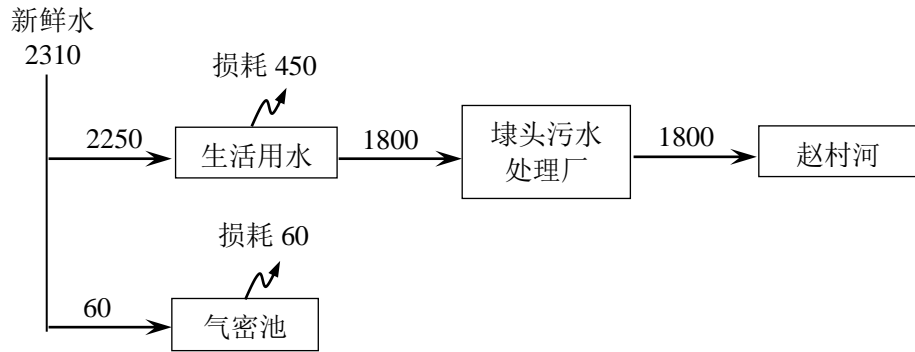 新鲜水
2310
损耗 450
2250
生活用水
1800
埭头污水
处理厂
1800
赵村河
损耗 60
60
气密池